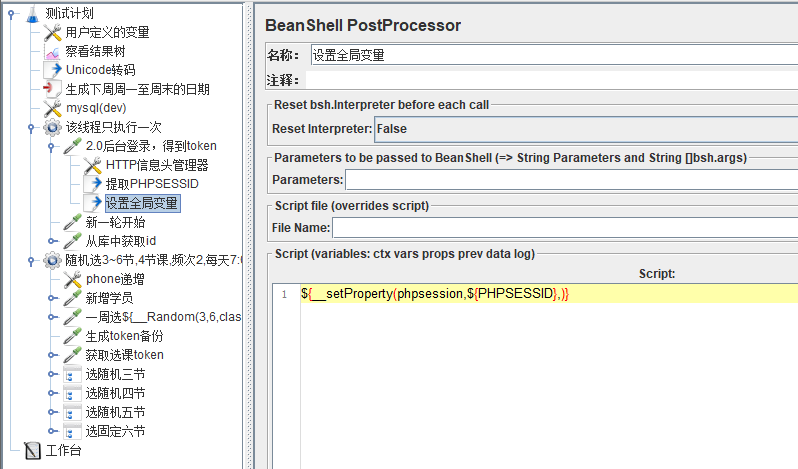 测试计划
用户定义的变量
察看结果树
Unicode转码
生成下周周一至周末的日期
mysql(dev)
该线程只执行一次
2.0后台登录，得到token
HTTP信息头管理器
提取PHPSESSID
设置全局变量
新一轮开始
从库中获取id
随机选3~6节,4节课,频次2,每天7:0
phone递增
新增学员
一周选${__Random(3,6,clas
生成token备份
获取选课token
选随机三节
选随机四节
选随机五节
选固定六节
工作台
BeanShell PostProcessor
名称： 设置全局变量
注释：
Reset bsh.Interpreter before each call
Reset Interpreter: False
Parameters to be passed to BeanShell (=> String Parameters and String []bsh.args)
Parameters:
Script file (overrides script)
File Name:
Script (variables: ctx vars props prev data log)
Script:
1 ${__setProperty(phpsession,${PHPSESSID},)}